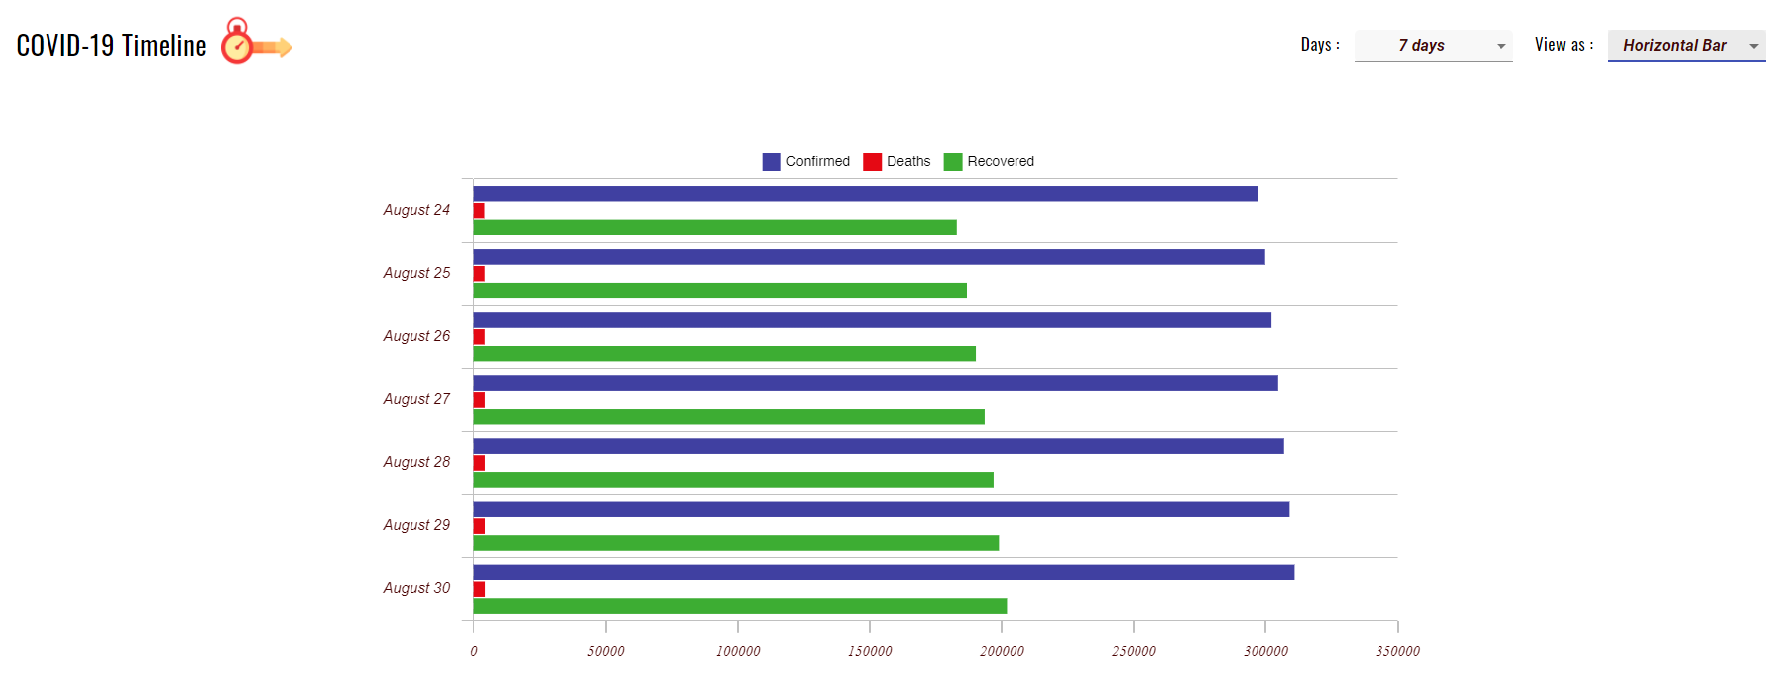 COVID-19 Timeline
Days : 7 days View as : Horizontal Bar
Confirmed Deaths Recovered
August 24
August 25
August 26
August 27
August 28
August 29
August 30
0 50000 100000 150000 200000 250000 300000 350000